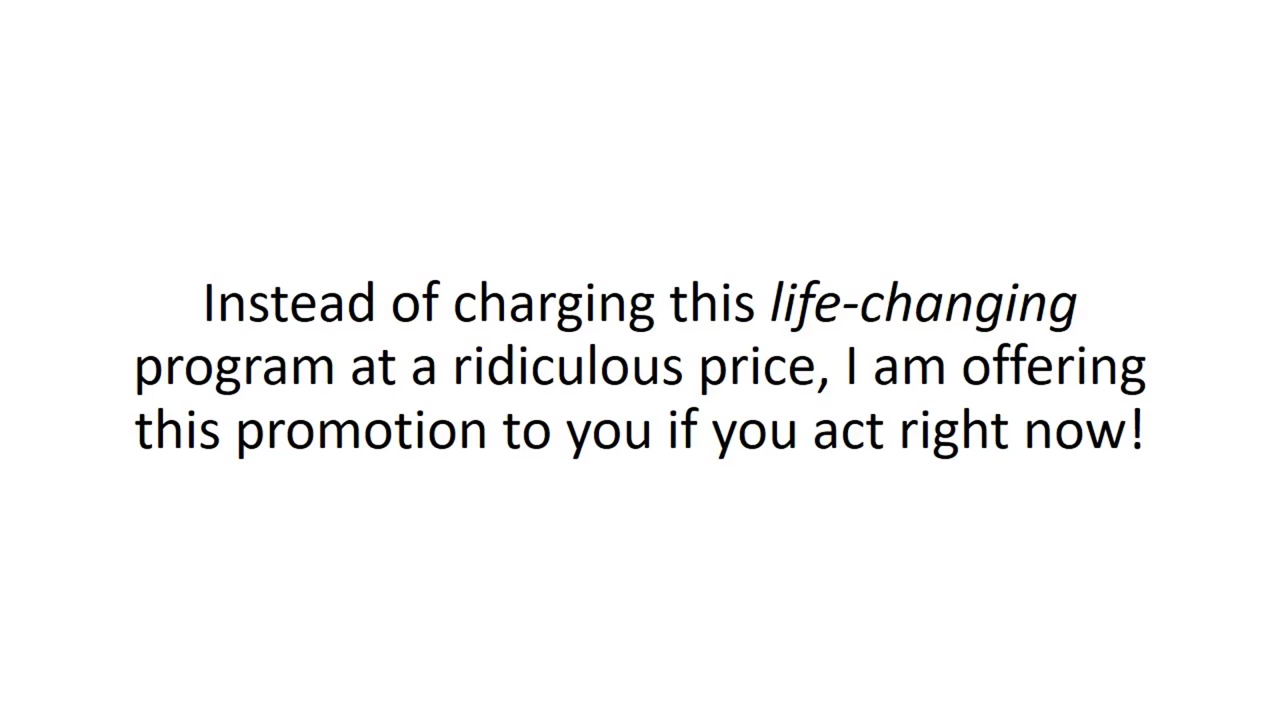 Instead of charging this life-changing
program at a ridiculous price, I am offering
this promotion to you if you act right now!